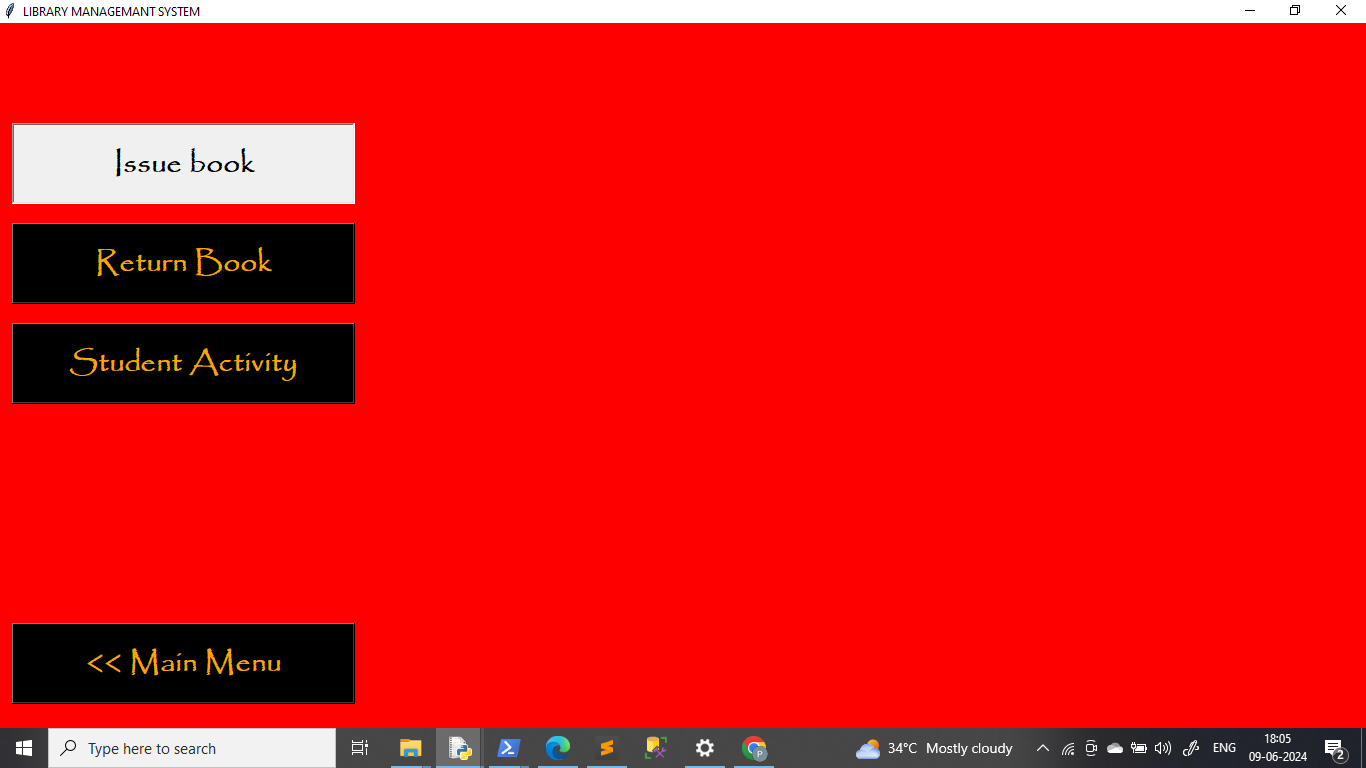 LIBRARY MANAGEMANT SYSTEM
Issue book
Return Book
Student Activity
<< Main Menu
Type here to search
34°C Mostly cloudy
ENG
18:05
09-06-2024
2
P